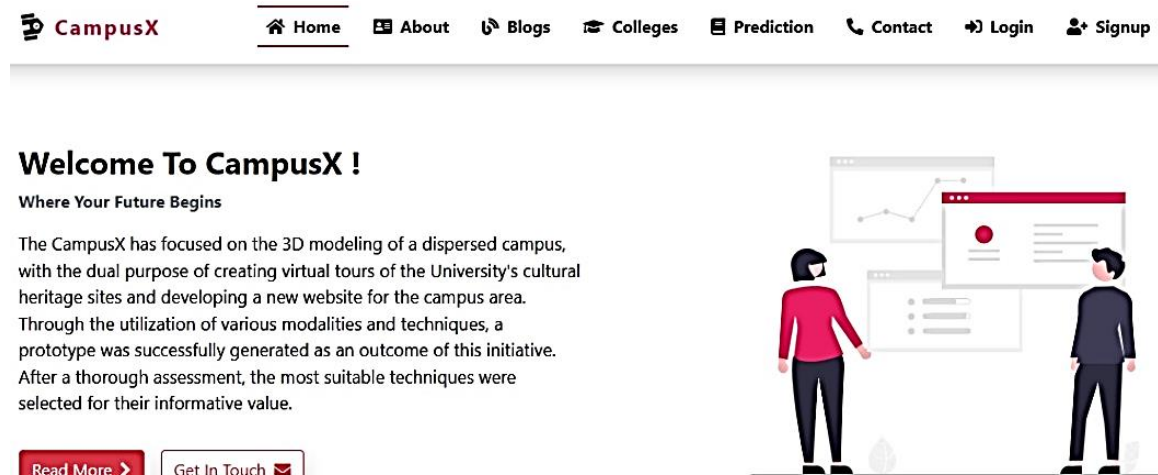 CampusX
Home About Blogs Colleges Prediction Contact Login Signup
Welcome To CampusX !
Where Your Future Begins
The CampusX has focused on the 3D modeling of a dispersed campus,
with the dual purpose of creating virtual tours of the University's cultural
heritage sites and developing a new website for the campus area.
Through the utilization of various modalities and techniques, a
prototype was successfully generated as an outcome of this initiative.
After a thorough assessment, the most suitable techniques were
selected for their informative value.
Read More
Get In Touch